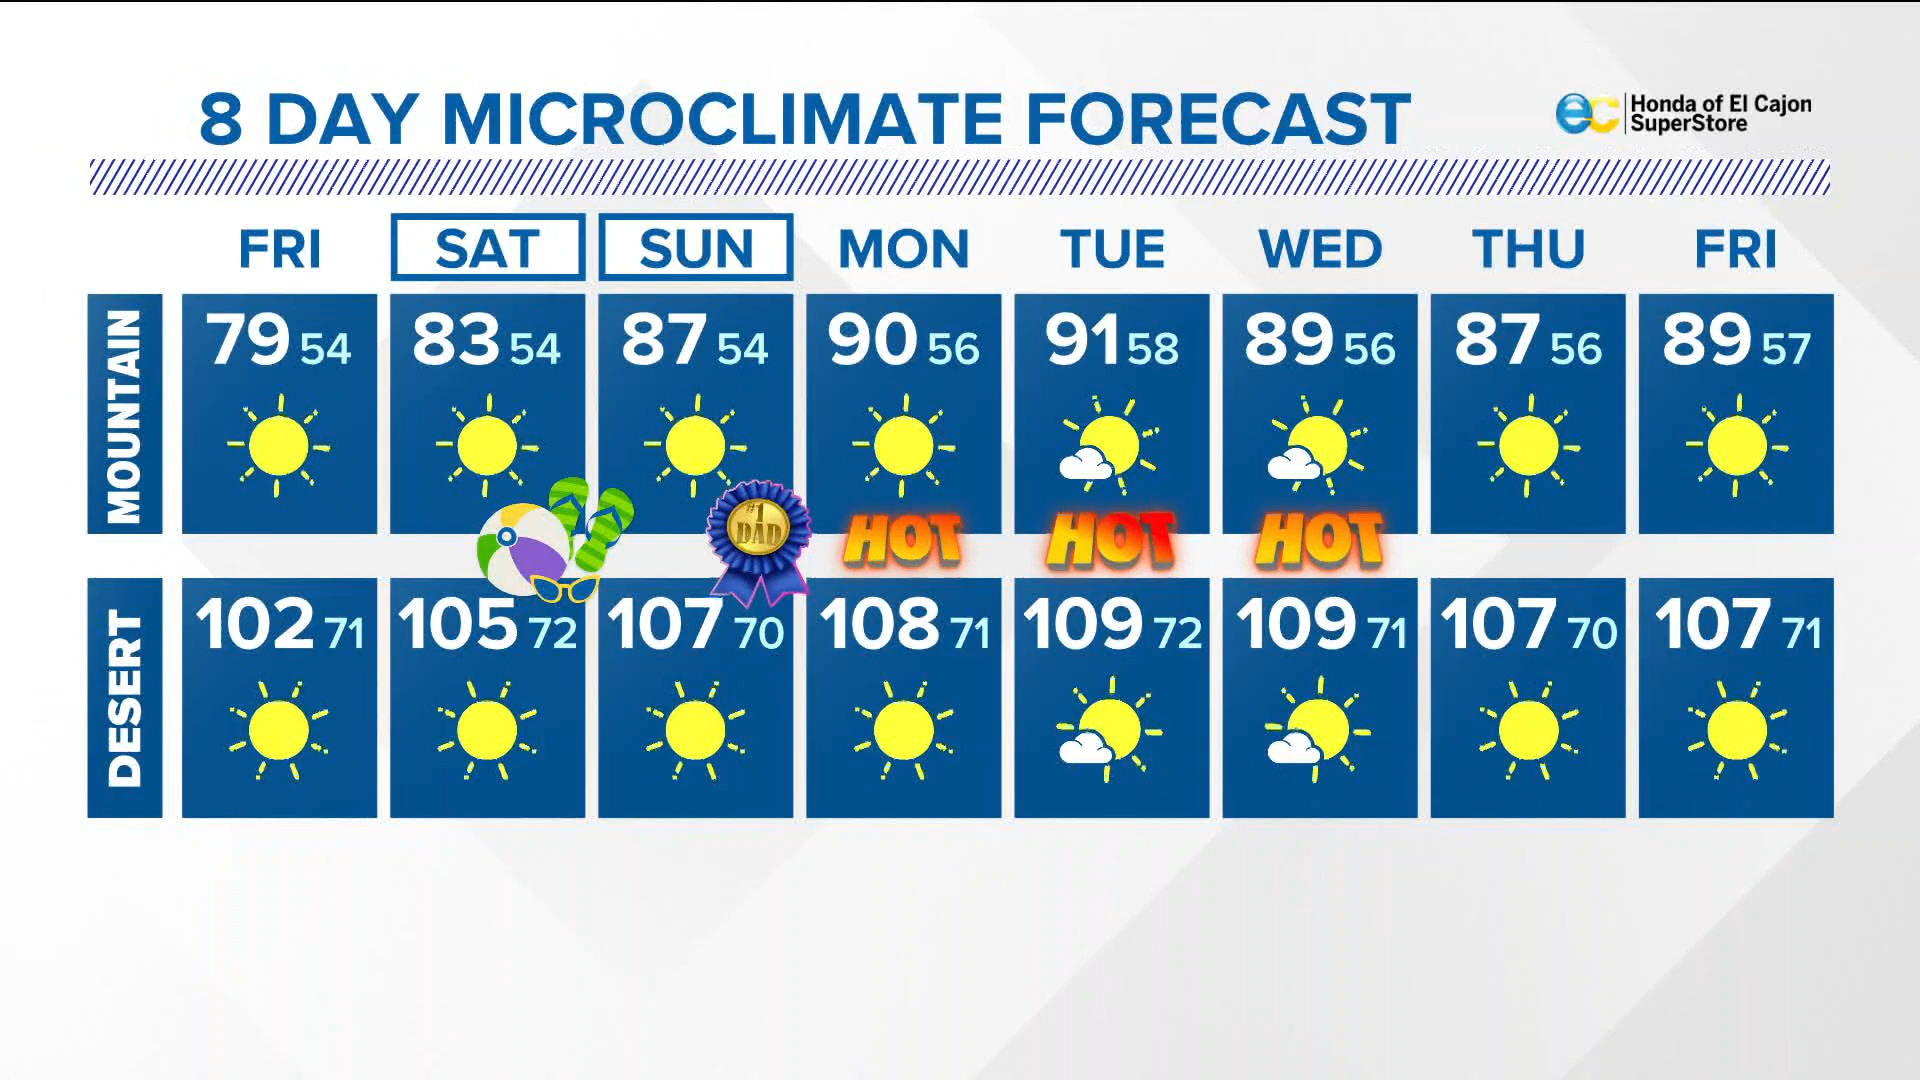 8 DAY MICROCLIMATE FORECAST
ec
Honda of El Cajon
SuperStore
FRI SAT SUN MON TUE WED THU FRI
MOUNTAIN
79 54 83 54 87 54 90 56 91 58 89 56 87 56 89 57
#1
DAD
HOT HOT HOT
DESERT
102 71 105 72 107 70 108 71 109 72 109 71 107 70 107 71